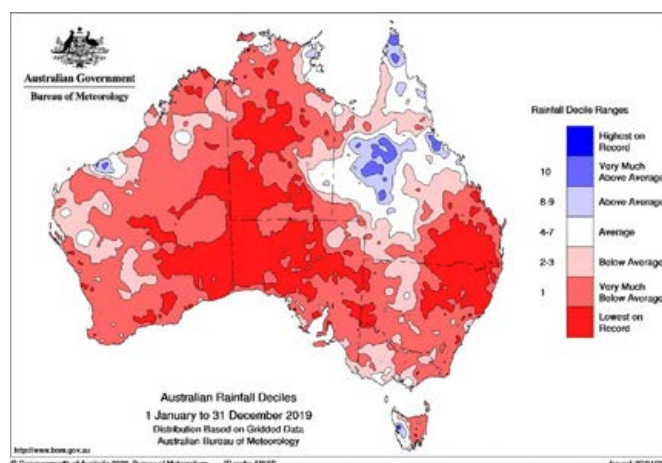 Australian Government
Bureau of Meteorology
Rainfall Decile Ranges
Highest on
Record
10
Very Much
Above Average
8-9
Above Average
4-7
Average
2-3
Below Average
1
Very Much
Below Average
Lowest on
Record
Australian Rainfall Deciles
1 January to 31 December 2019
Distribution Based on Gridded Data
Australian Bureau of Meteorology
http://www.bom.gov.au